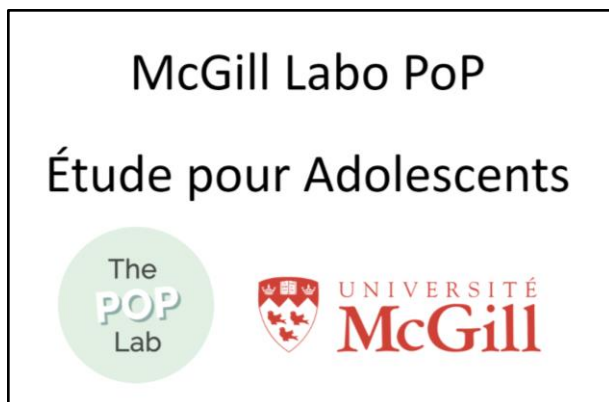 McGill Labo PoP
Étude pour Adolescents
The
POP
Lab
UNIVERSITÉ
McGill